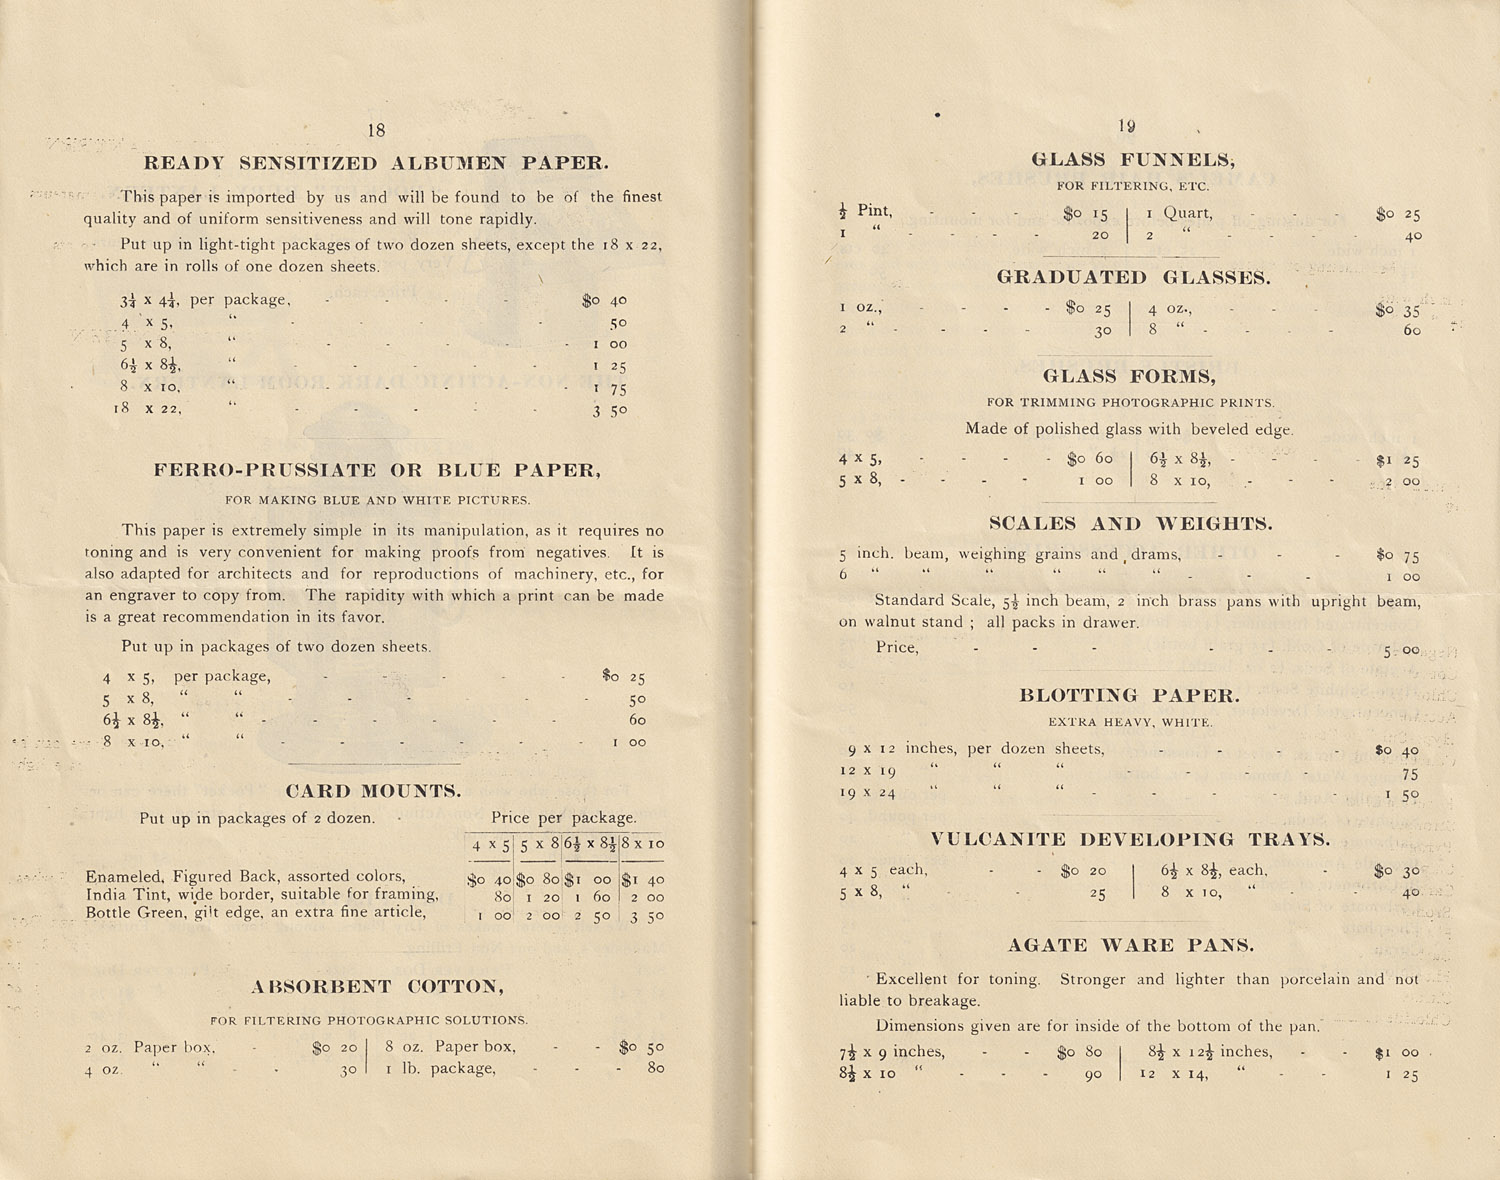 18
READY SENSITIZED ALBUMEN PAPER.
This paper is imported by us and will be found to be of the finest
quality and of uniform sensitiveness and will tone rapidly.
Put up in light-tight packages of two dozen sheets, except the 18 x 22,
which are in rolls of one dozen sheets.
3¼ x 4¼, per package, - - - - $0 40
4 x 5, “ - - - - - 50
5 x 8, “ - - - - - 1 00
6½ x 8½, “ - - - - - 1 25
8 x 10, “ - - - - - 1 75
18 x 22, “ - - - - - 3 50
FERRO-PRUSSIATE OR BLUE PAPER,
FOR MAKING BLUE AND WHITE PICTURES.
This paper is extremely simple in its manipulation, as it requires no
toning and is very convenient for making proofs from negatives. It is
also adapted for architects and for reproductions of machinery, etc., for
an engraver to copy from. The rapidity with which a print can be made
is a great recommendation in its favor.
Put up in packages of two dozen sheets.
4 x 5, per package, - - - - - $0 25
5 x 8, “ “ - - - - - - 50
6½ x 8½, “ “ - - - - - - 60
8 x 10, “ “ - - - - - - 1 00
CARD MOUNTS.
Put up in packages of 2 dozen. Price per package.
4 x 5 5 x 8 6½ x 8½ 8 x 10
Enameled, Figured Back, assorted colors, $0 40 $0 80 $1 00 $1 40
India Tint, wide border, suitable for framing, 80 1 20 1 60 2 00
Bottle Green, gilt edge, an extra fine article, 1 00 2 00 2 50 3 50
ABSORBENT COTTON,
FOR FILTERING PHOTOGRAPHIC SOLUTIONS.
2 oz. Paper box, - $0 20 | 8 oz. Paper box, - - $0 50
4 oz. “ “ - - 30 | 1 lb. package, - - - 80
19
GLASS FUNNELS,
FOR FILTERING, ETC.
½ Pint, - - - $0 15 | 1 Quart, - - - $0 25
1 “ - - - - 20 | 2 “ - - - - 40
GRADUATED GLASSES.
1 oz., - - - - $0 25 | 4 oz., - - - $0 35
2 “ - - - - 30 | 8 “ - - - - 60
GLASS FORMS,
FOR TRIMMING PHOTOGRAPHIC PRINTS.
Made of polished glass with beveled edge.
4 x 5, - - - - $0 60 | 6½ x 8½, - - - - $1 25
5 x 8, - - - - 1 00 | 8 x 10, - - - - 2 00
SCALES AND WEIGHTS.
5 inch. beam, weighing grains and drams, - - - $0 75
6 “ “ “ “ “ “ - - - 1 00
Standard Scale, 5½ inch beam, 2 inch brass pans with upright beam,
on walnut stand ; all packs in drawer.
Price, - - - - - - - 5 00
BLOTTING PAPER.
EXTRA HEAVY, WHITE.
9 x 12 inches, per dozen sheets, - - - - $0 40
12 x 19 “ “ “ - - - - 75
19 x 24 “ “ “ - - - - - 1 50
VULCANITE DEVELOPING TRAYS.
4 x 5 each, - - $0 20 | 6½ x 8½, each, - $0 30
5 x 8, “ - - 25 | 8 x 10, “ - - 40
AGATE WARE PANS.
Excellent for toning. Stronger and lighter than porcelain and not
liable to breakage.
Dimensions given are for inside of the bottom of the pan.
7½ x 9 inches, - - $0 80 | 8½ x 12½ inches, - - $1 00
8½ x 10 “ - - - 90 | 12 x 14, “ - - 1 25